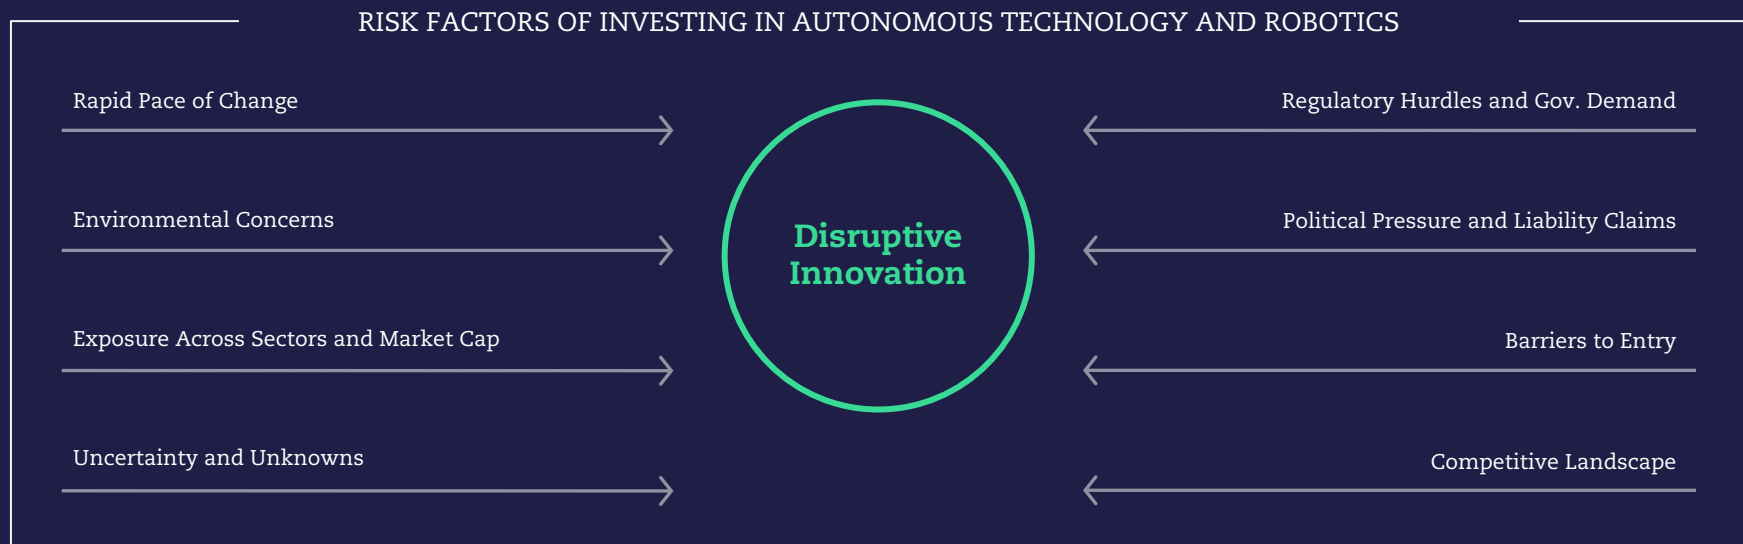 RISK FACTORS OF INVESTING IN AUTONOMOUS TECHNOLOGY AND ROBOTICS
Rapid Pace of Change
Environmental Concerns
Exposure Across Sectors and Market Cap
Uncertainty and Unknowns
Disruptive
Innovation
Regulatory Hurdles and Gov. Demand
Political Pressure and Liability Claims
Barriers to Entry
Competitive Landscape